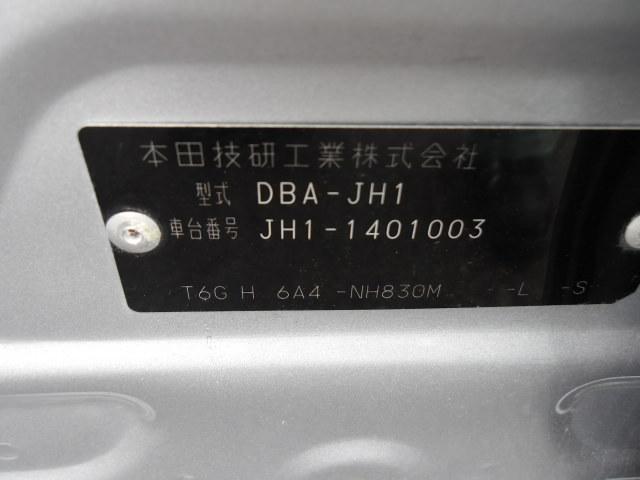 本田技研工業株式会社
型式 DBA-JH1
車台番号 JH1-1401003
T6G H 6A4 -NH830M --L -S